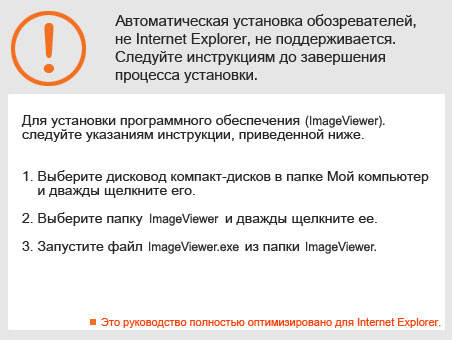 Автоматическая установка обозревателей,
не Internet Explorer, не поддерживается.
Следуйте инструкциям до завершения
процесса установки.
Для установки программного обеспечения (ImageViewer).
следуйте указаниям инструкции, приведенной ниже.
1. Выберите дисковод компакт-дисков в папке Мой компьютер
и дважды щелкните его.
2. Выберите папку ImageViewer и дважды щелкните ее.
3. Запустите файл ImageViewer.exe из папки ImageViewer.
Это руководство полностью оптимизировано для Internet Explorer.